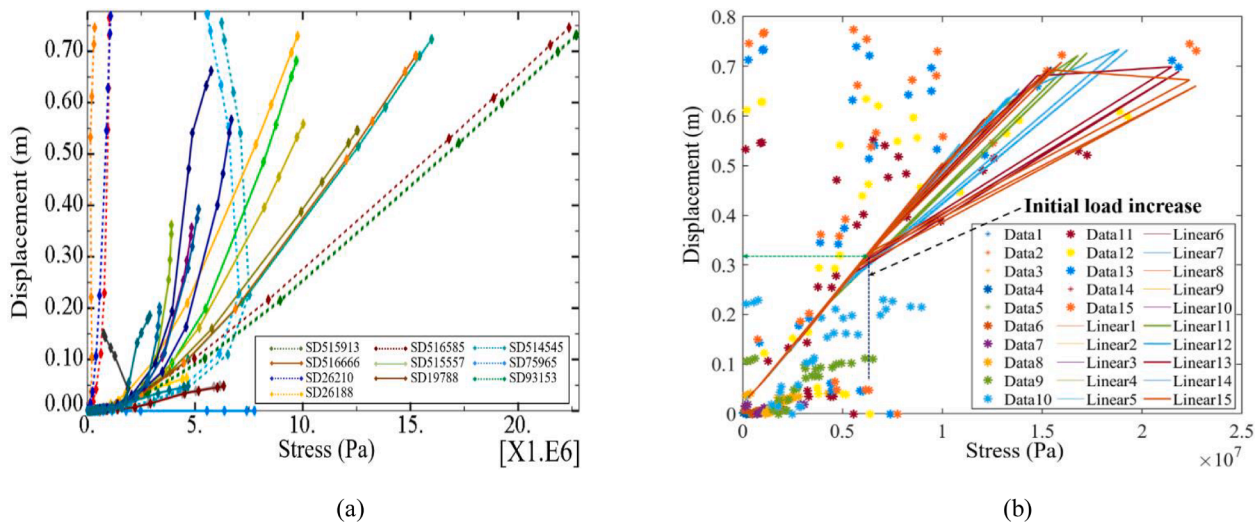 0.70
0.60
0.50
0.40
0.30
0.20
0.10
0.00
Displacement (m)
0. 5. 10. 15. 20.
Stress (Pa) [X1.E6]
SD515913 SD516585 SD514545
SD516666 SD515557 SD75965
SD26210 SD19788 SD93153
SD26188
(a)
0.8
0.7
0.6
0.5
0.4
0.3
0.2
0.1
0
Displacement (m)
0 0.5 1 1.5 2 2.5
Stress (Pa) ×10⁷
Initial load increase
Data1 Data11 Linear6
Data2 Data12 Linear7
Data3 Data13 Linear8
Data4 Data14 Linear9
Data5 Data15 Linear10
Data6 Linear1 Linear11
Data7 Linear2 Linear12
Data8 Linear3 Linear13
Data9 Linear4 Linear14
Data10 Linear5 Linear15
(b)